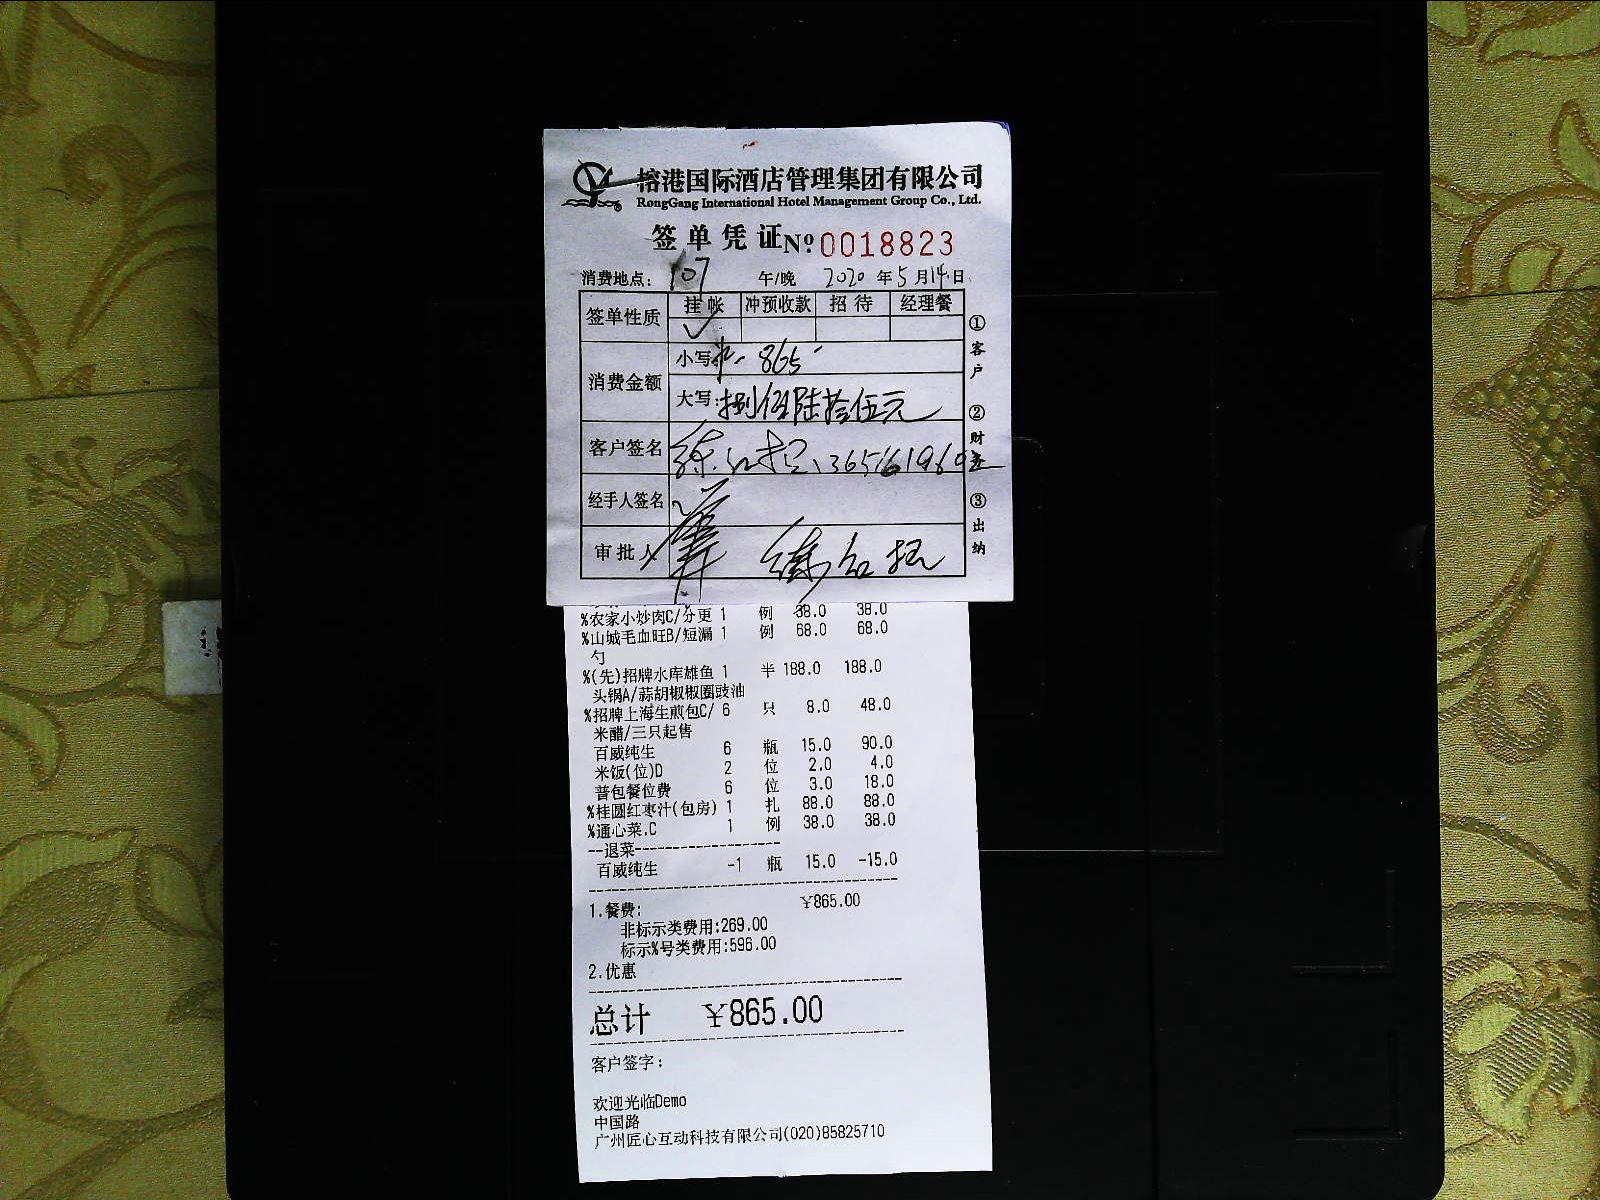 榕港国际酒店管理集团有限公司
RongGang International Hotel Management Group Co., Ltd.
签单凭证 Nº 0018823
消费地点: 107 午/晚 2020 年 5 月 14 日
签单性质 挂帐 冲预收款 招待 经理餐
✓
消费金额 小写: 865
大写: 捌佰陆拾伍元
客户签名
经手人签名
审批人
①客户 ②财务 ③出纳
%农家小炒肉C/分更 1 例 38.0 38.0
%山城毛血旺B/短漏 1 例 68.0 68.0
勺
%(先)招牌水库雄鱼 1 半 188.0 188.0
头锅A/蒜胡椒椒圈豉油
%招牌上海生煎包C/ 6 只 8.0 48.0
米醋/三只起售
百威纯生 6 瓶 15.0 90.0
米饭(位)D 2 位 2.0 4.0
普包餐位费 6 位 3.0 18.0
%桂圆红枣汁(包房) 1 扎 88.0 88.0
%通心菜.C 1 例 38.0 38.0
--退菜--------------------
百威纯生 -1 瓶 15.0 -15.0
1.餐费: ¥865.00
非标示类费用:269.00
标示%号类费用:596.00
2.优惠
总计 ¥865.00
客户签字:
欢迎光临Demo
中国路
广州匠心互动科技有限公司(020)85825710